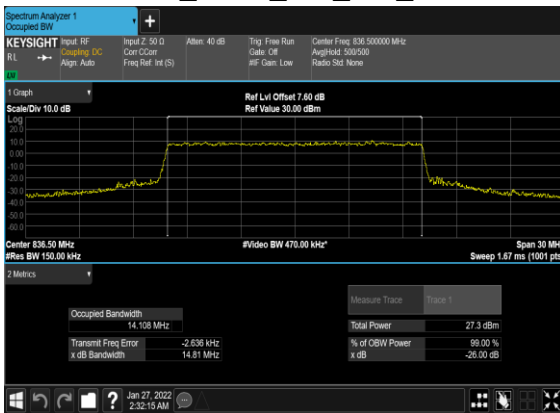 Spectrum Analyzer 1
Occupied BW
KEYSIGHT
RL
Input: RF
Coupling: DC
Align: Auto
Input Z: 50 Ω
Corr CCorr
Freq Ref: Int (S)
Atten: 40 dB
Trig: Free Run
Gate: Off
#IF Gain: Low
Center Freq: 836.500000 MHz
Avg|Hold: 500/500
Radio Std: None
1 Graph
Scale/Div 10.0 dB
Ref Lvl Offset 7.60 dB
Ref Value 30.00 dBm
Log
20.0
10.0
0.00
-10.0
-20.0
-30.0
-40.0
-50.0
-60.0
Center 836.50 MHz
#Res BW 150.00 kHz
#Video BW 470.00 kHz*
Span 30 MH
Sweep 1.67 ms (1001 pts
2 Metrics
Measure Trace
Trace 1
Occupied Bandwidth
14.108 MHz
Total Power
27.3 dBm
Transmit Freq Error
-2.636 kHz
% of OBW Power
99.00 %
x dB Bandwidth
14.81 MHz
x dB
-26.00 dB
?
Jan 27, 2022
2:32:15 AM